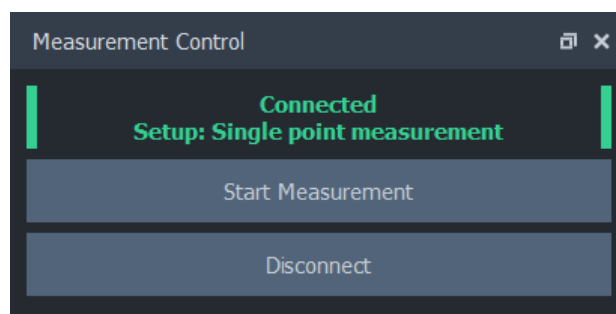 Measurement Control
Connected
Setup: Single point measurement
Start Measurement
Disconnect